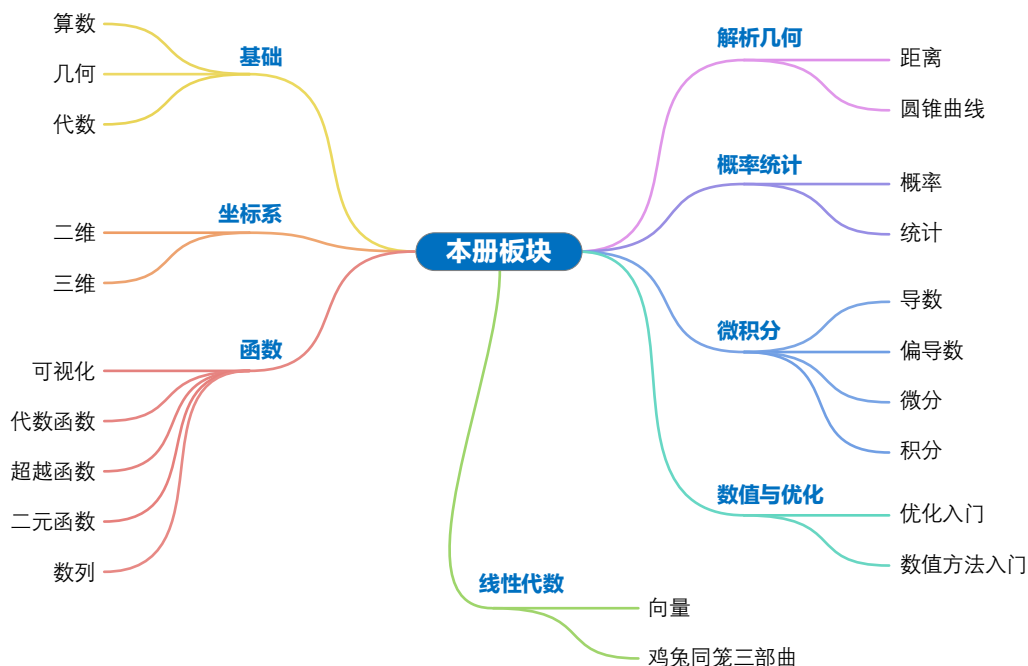 本册板块
基础
算数
几何
代数
坐标系
二维
三维
函数
可视化
代数函数
超越函数
二元函数
数列
解析几何
距离
圆锥曲线
概率统计
概率
统计
微积分
导数
偏导数
微分
积分
数值与优化
优化入门
数值方法入门
线性代数
向量
鸡兔同笼三部曲